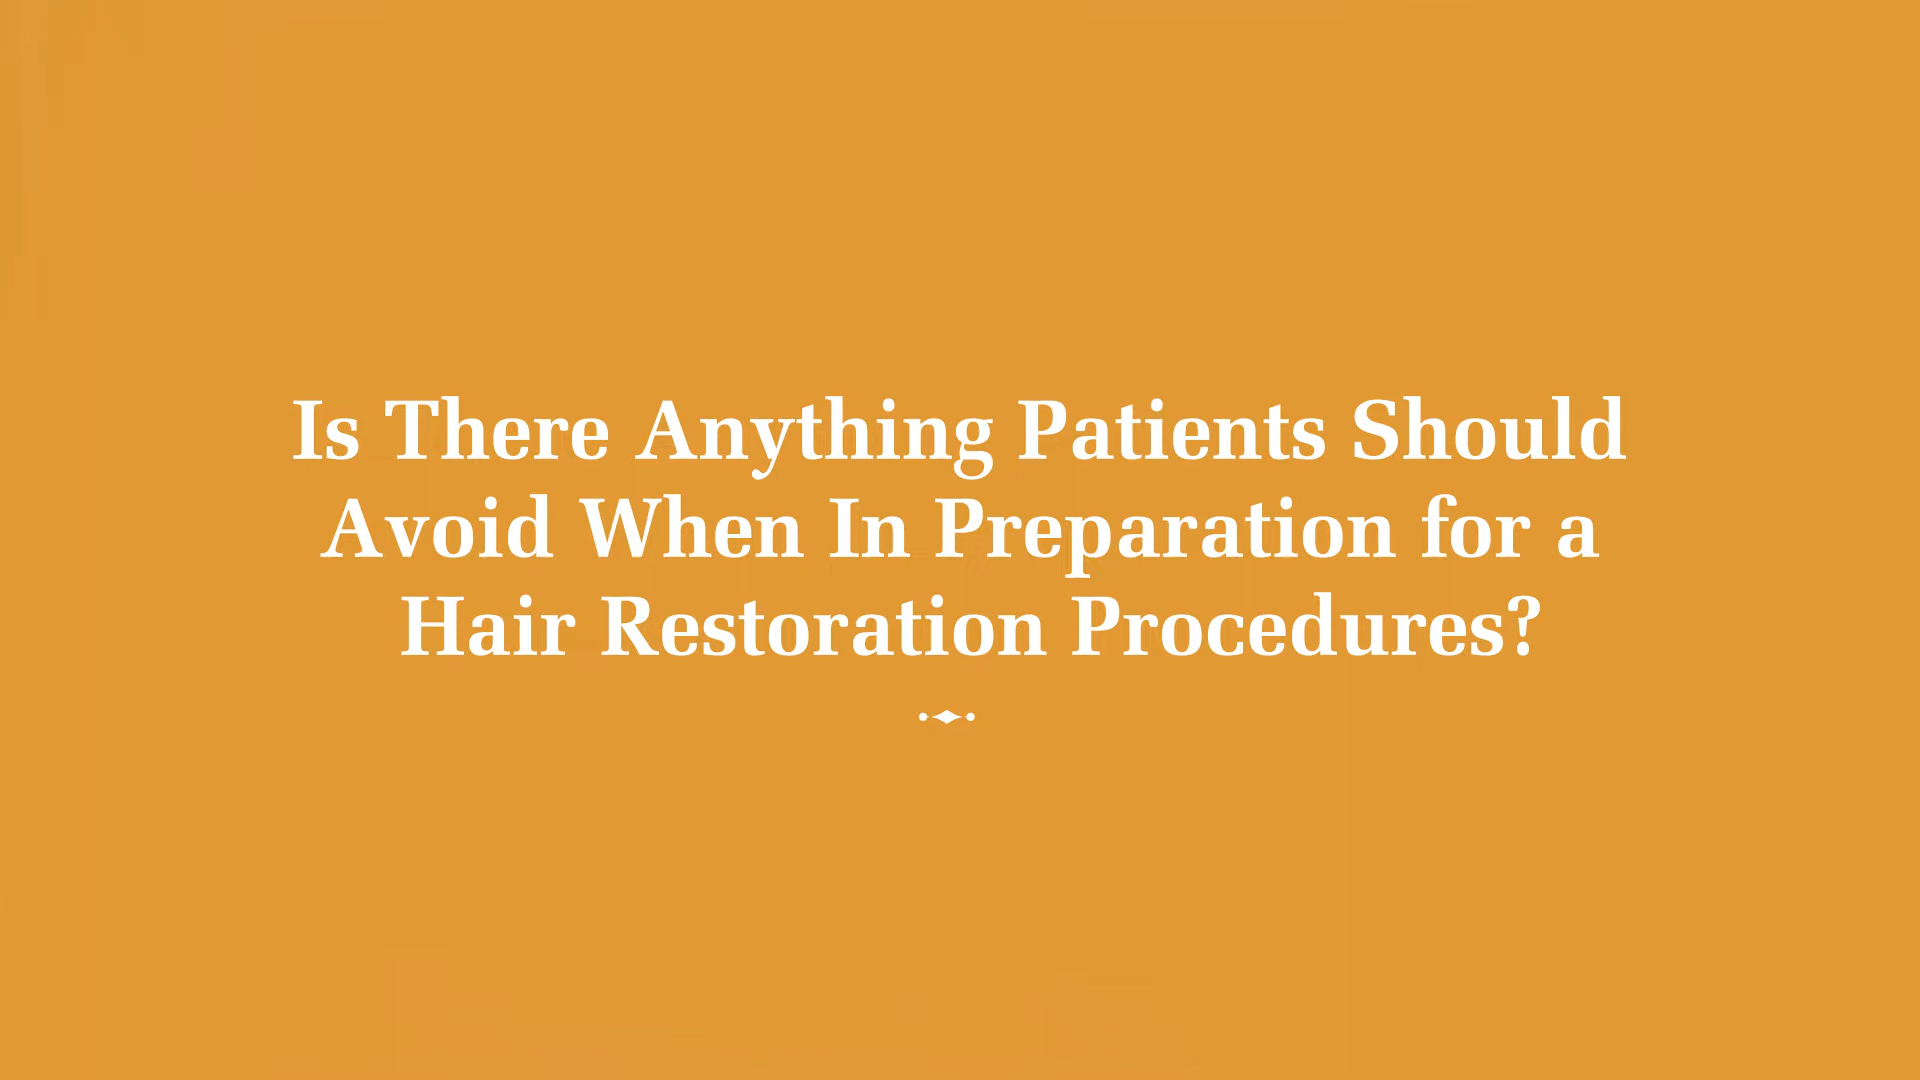 Is There Anything Patients Should
Avoid When In Preparation for a
Hair Restoration Procedures?